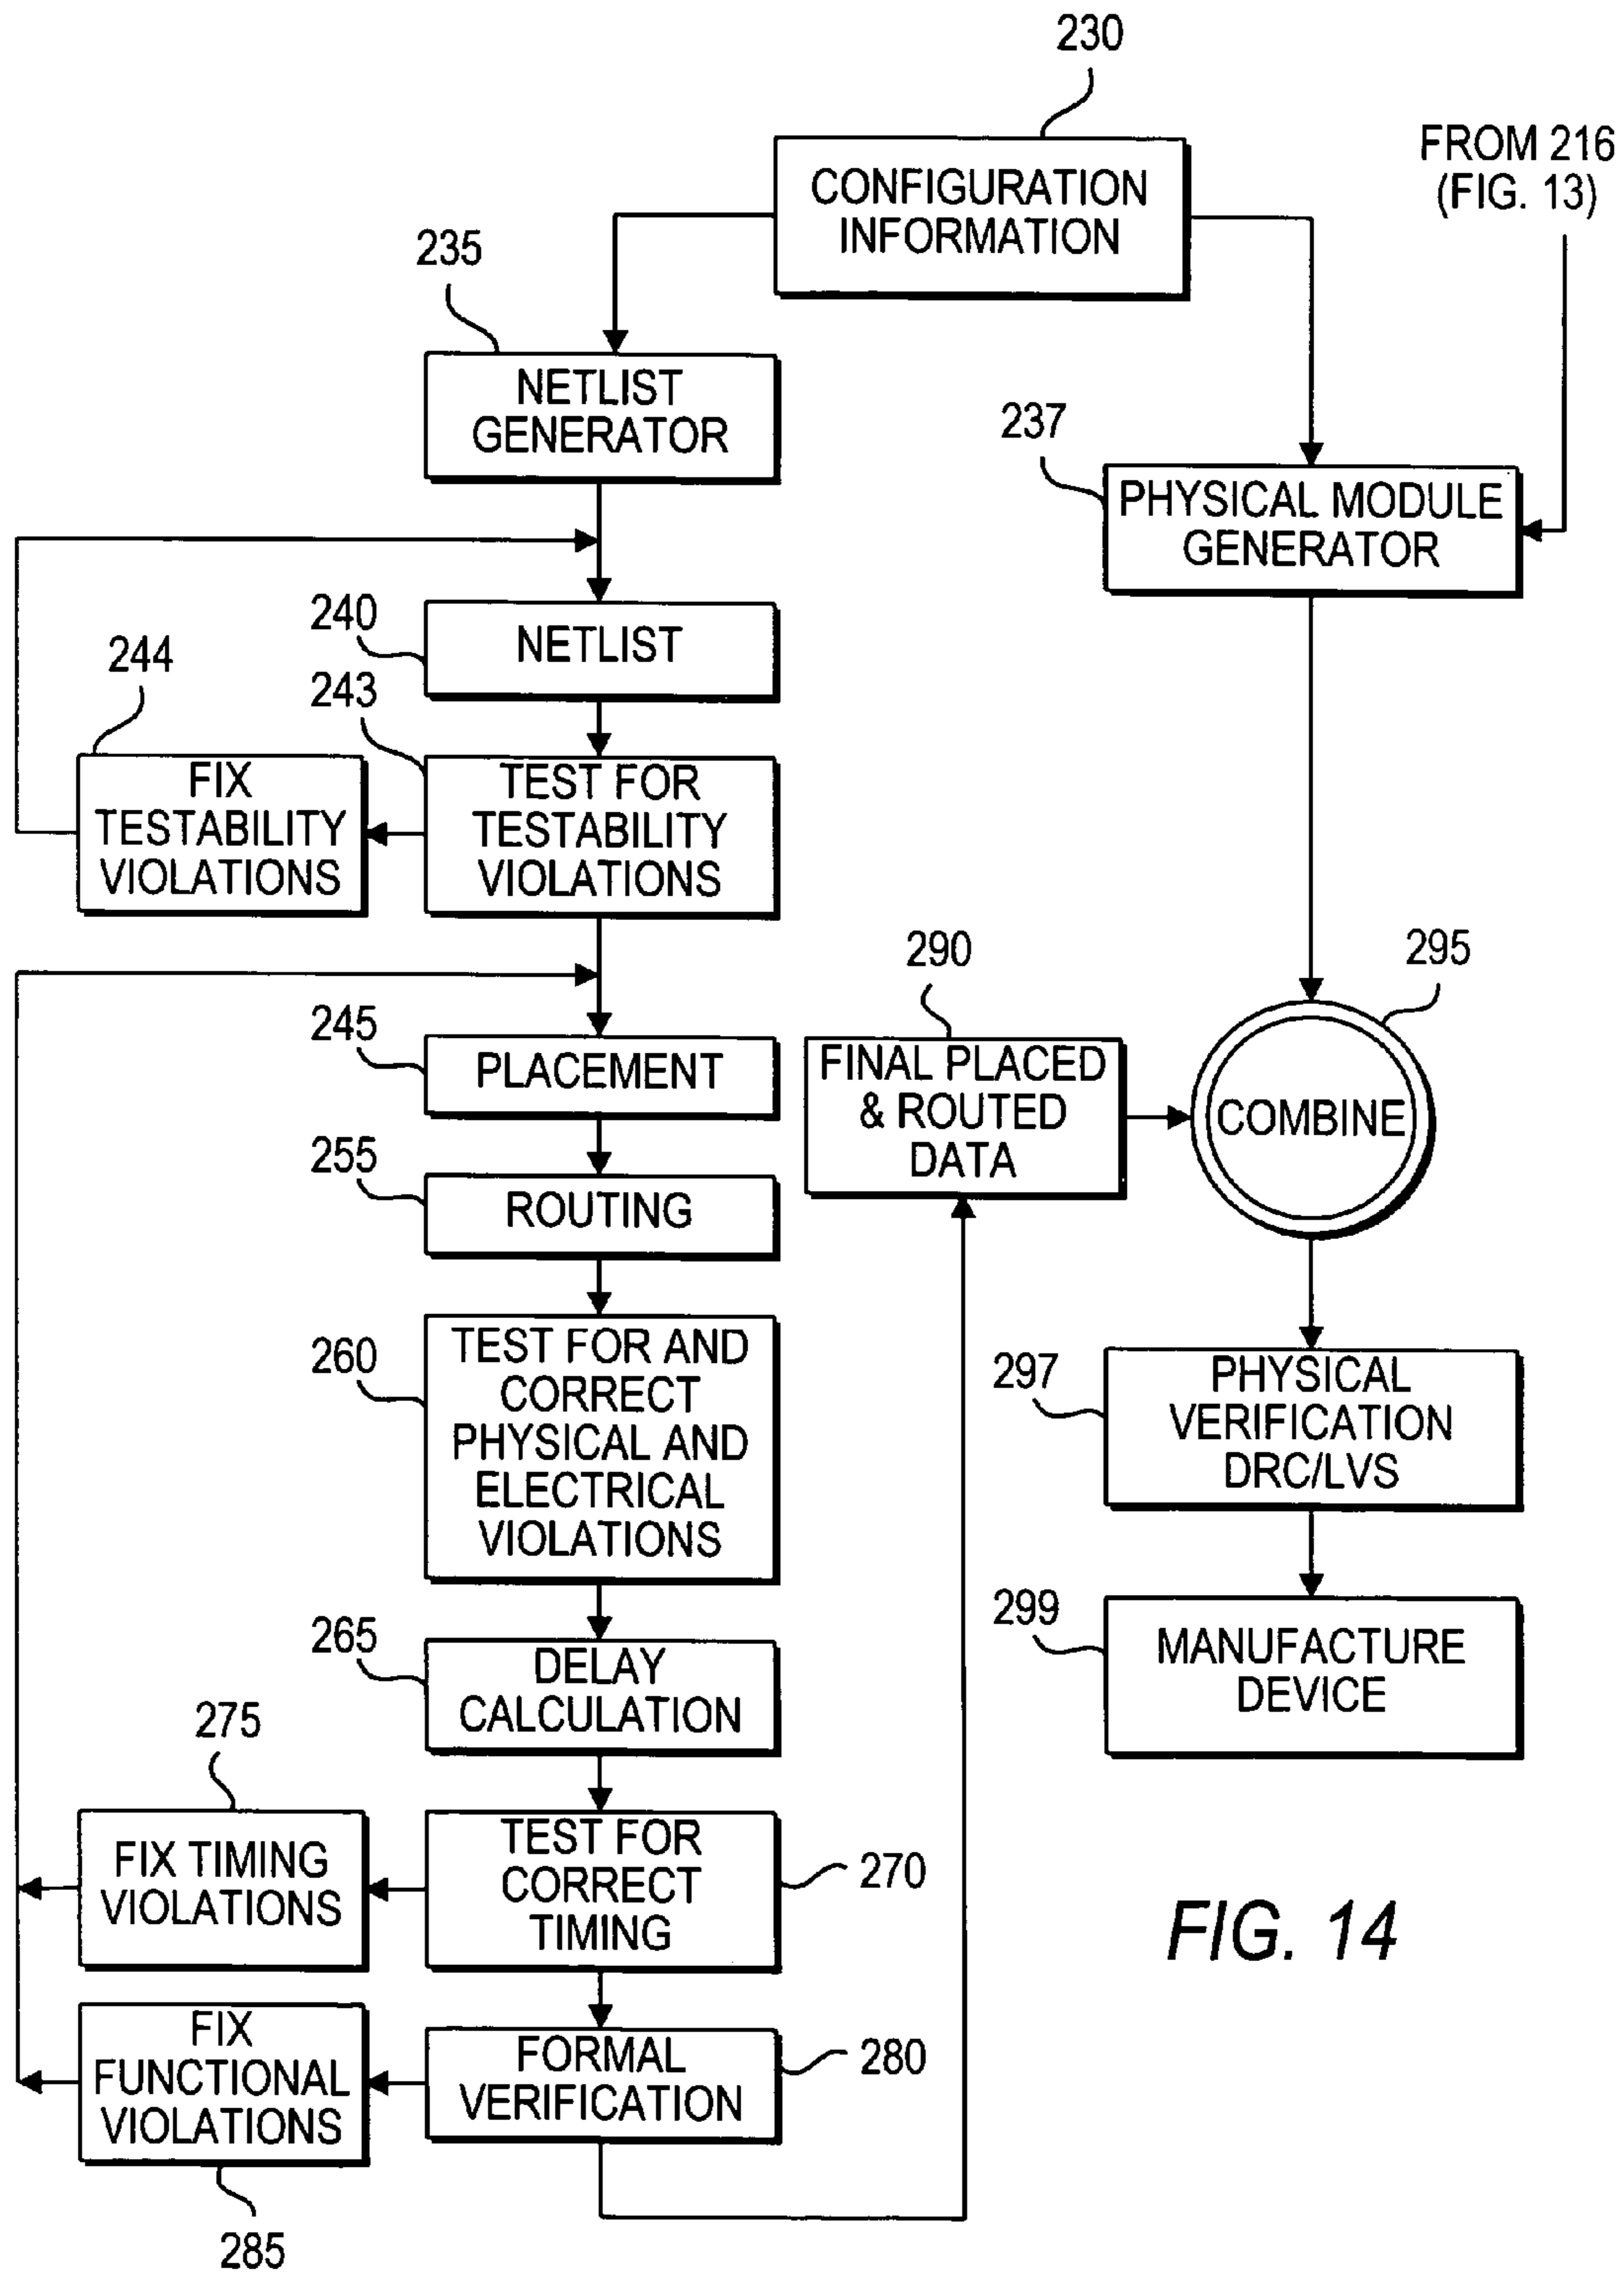 230
CONFIGURATION
INFORMATION
FROM 216
(FIG. 13)
235
NETLIST
GENERATOR
237
PHYSICAL MODULE
GENERATOR
240
NETLIST
244
FIX
TESTABILITY
VIOLATIONS
243
TEST FOR
TESTABILITY
VIOLATIONS
245
PLACEMENT
290
FINAL PLACED
& ROUTED
DATA
295
COMBINE
255
ROUTING
260
TEST FOR AND
CORRECT
PHYSICAL AND
ELECTRICAL
VIOLATIONS
297
PHYSICAL
VERIFICATION
DRC/LVS
265
DELAY
CALCULATION
299
MANUFACTURE
DEVICE
275
FIX TIMING
VIOLATIONS
TEST FOR
CORRECT
TIMING
270
FIG. 14
FIX
FUNCTIONAL
VIOLATIONS
285
FORMAL
VERIFICATION
280